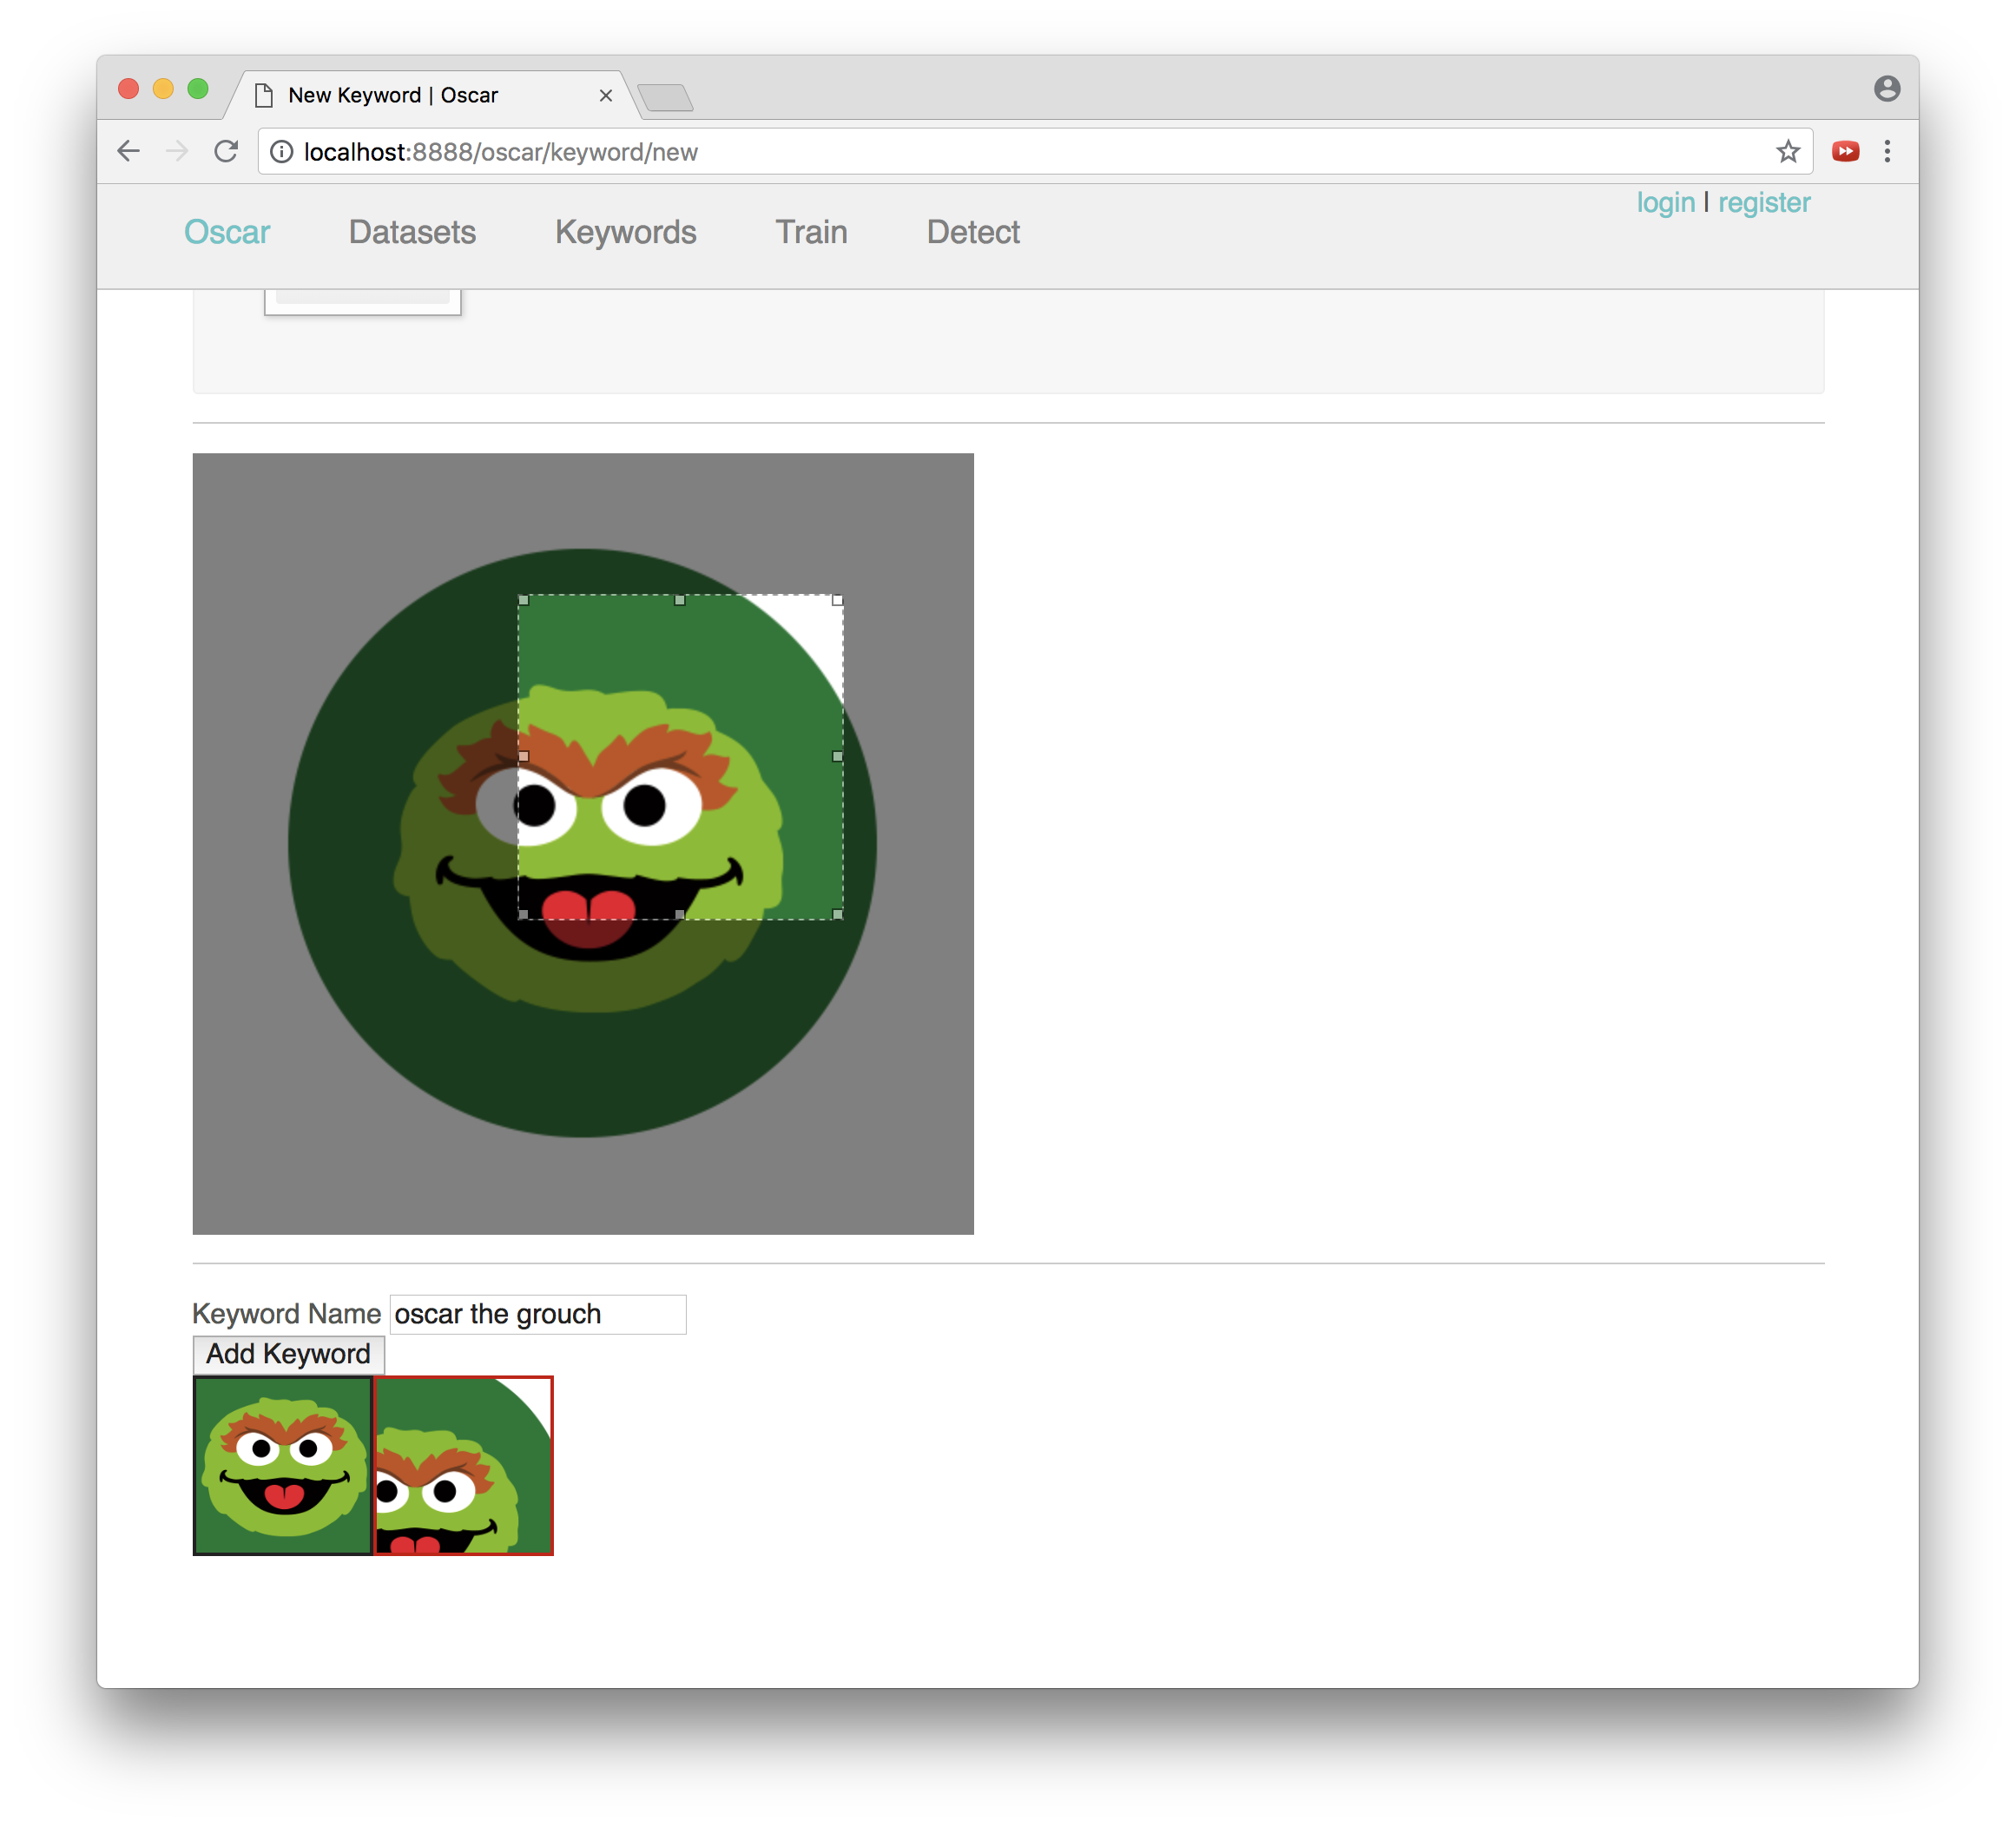 New Keyword | Oscar
localhost:8888/oscar/keyword/new
login | register
Oscar Datasets Keywords Train Detect
Keyword Name oscar the grouch
Add Keyword